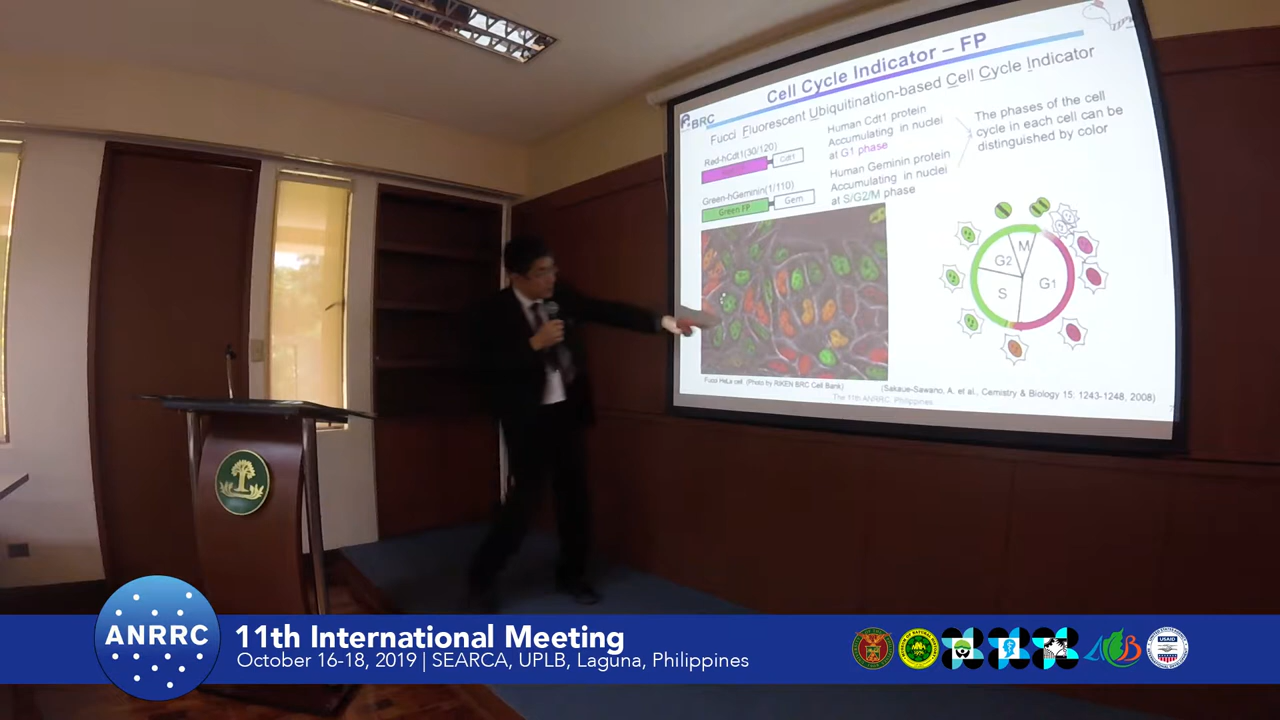 Cell Cycle Indicator – FP
BRC
Fucci Fluorescent Ubiquitination-based Cell Cycle Indicator
Red-hCdt1(30/120)
Cdt1
Human Cdt1 protein
Accumulating in nuclei
at G1 phase
Green-hGeminin(1/110)
Green FP
Gem
Human Geminin protein
Accumulating in nuclei
at S/G2/M phase
The phases of the cell
cycle in each cell can be
distinguished by color
M
G2
G1
S
Fucci HeLa cell (Photo by RIKEN BRC Cell Bank)
(Sakaue-Sawano, A. et al., Cemistry & Biology 15, 1243-1248, 2008)
The 11th ANRRC, Philippines
ANRRC
11th International Meeting
October 16-18, 2019 | SEARCA, UPLB, Laguna, Philippines
USAID